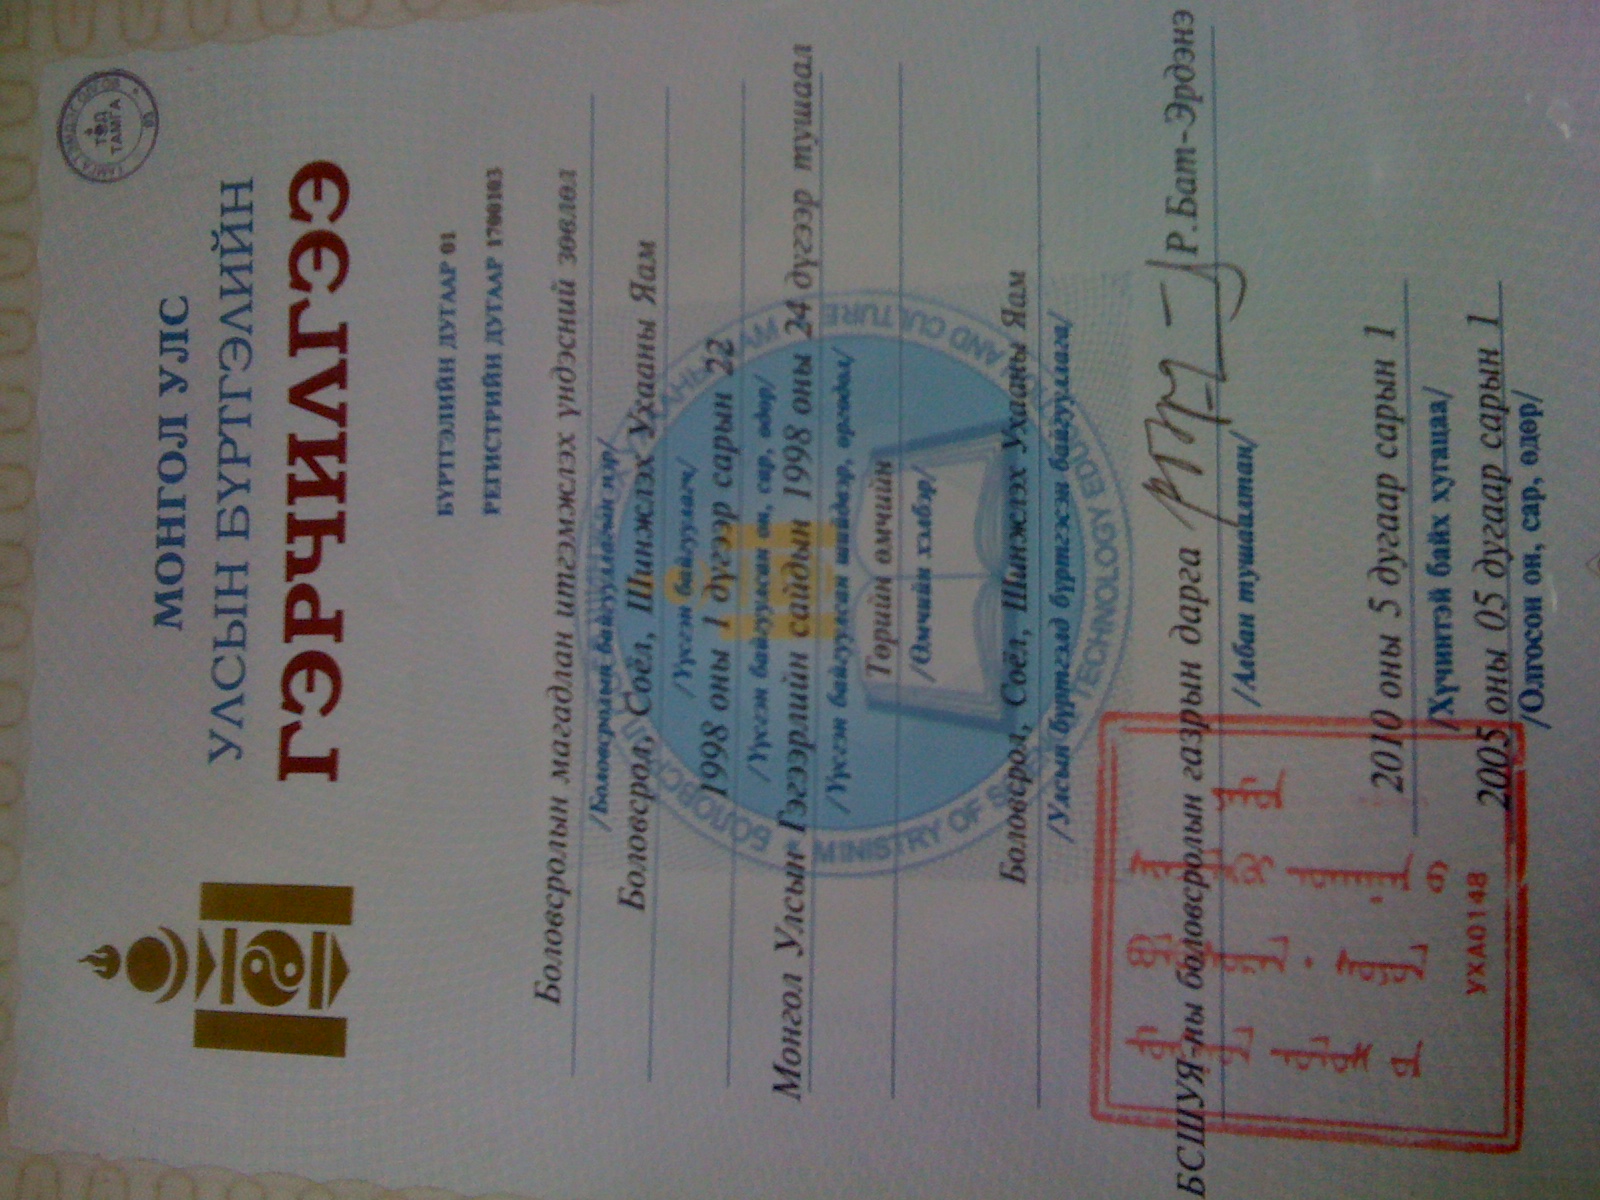 МОНГОЛ УЛС
УЛСЫН БҮРТГЭЛИЙН
ГЭРЧИЛГЭЭ
ТОД
ТАМГА
БҮРТГЭЛИЙН ДУГААР 01
РЕГИСТРИЙН ДУГААР 1700103
Боловсролын магадлан итгэмжлэх үндэсний зөвлөл
/Боловсролын байгууллагын нэр/
Боловсрол, Соёл, Шинжлэх Ухааны Яам
/Үүсгэн байгуулагч/
1998 оны 1 дүгээр сарын 22
/Үүсгэн байгуулсан он, сар, өдөр/
Монгол Улсын Гэгээрлийн сайдын 1998 оны 24 дүгээр тушаал
/Үүсгэн байгуулсан шийдвэр, огноо/
Төрийн өмчийн
/Өмчийн хэлбэр/
Боловсрол, Соёл, Шинжлэх Ухааны Яам
/Улсын бүртгэлд бүртгэсэн байгууллага/
БСШУЯ-ны боловсролын газрын дарга Р.Бат-Эрдэнэ
/Албан тушаалтан/
2010 оны 5 дугаар сарын 1
/Хүчинтэй байх хугацаа/
2005 оны 05 дугаар сарын 1
/Олгосон он, сар, өдөр/
УХА0148